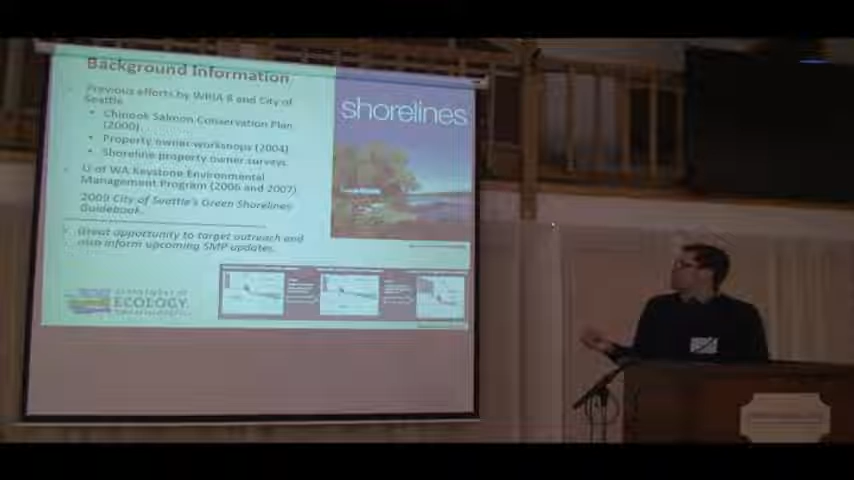 Background Information
Previous efforts by WRIA 8 and City of
Seattle
Chinook Salmon Conservation Plan
(2000)
Property owner workshops (2004)
Shoreline property owner surveys
U of WA Keystone Environmental
Management Program (2006 and 2007)
2009 City of Seattle's Green Shorelines
Guidebook
Great opportunity to target outreach and
also inform upcoming SMP updates.
shorelines
DEPARTMENT OF
ECOLOGY